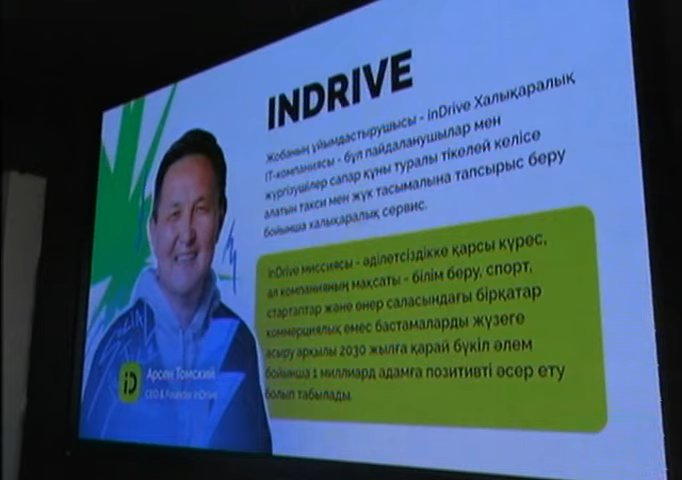 INDRIVE
Жобаның ұйымдастырушысы - inDrive Халықаралық
IT-компаниясы - бұл пайдаланушылар мен
жүргізушілер сапар құны туралы тікелей келісе
алатын такси мен жүк тасымалына тапсырыс беру
бойынша халықаралық сервис.
inDrive миссиясы - әділетсіздікке қарсы күрес,
ал компанияның мақсаты - білім беру, спорт,
стартаптар және өнер саласындағы бірқатар
коммерциялық емес бастамаларды жүзеге
асыру арқылы 2030 жылға қарай бүкіл әлем
бойынша 1 миллиард адамға позитивті әсер ету
болып табылады
iD
Арсен Томский
CEO & Founder inDrive